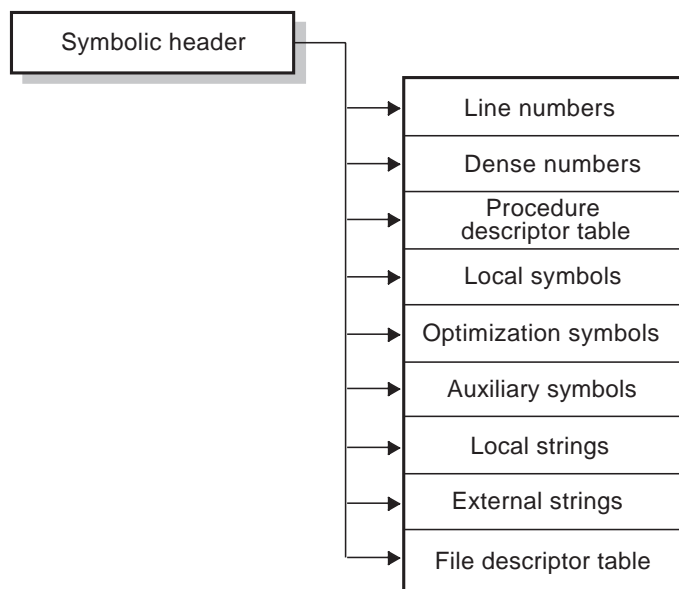 Symbolic header
Line numbers
Dense numbers
Procedure
descriptor table
Local symbols
Optimization symbols
Auxiliary symbols
Local strings
External strings
File descriptor table